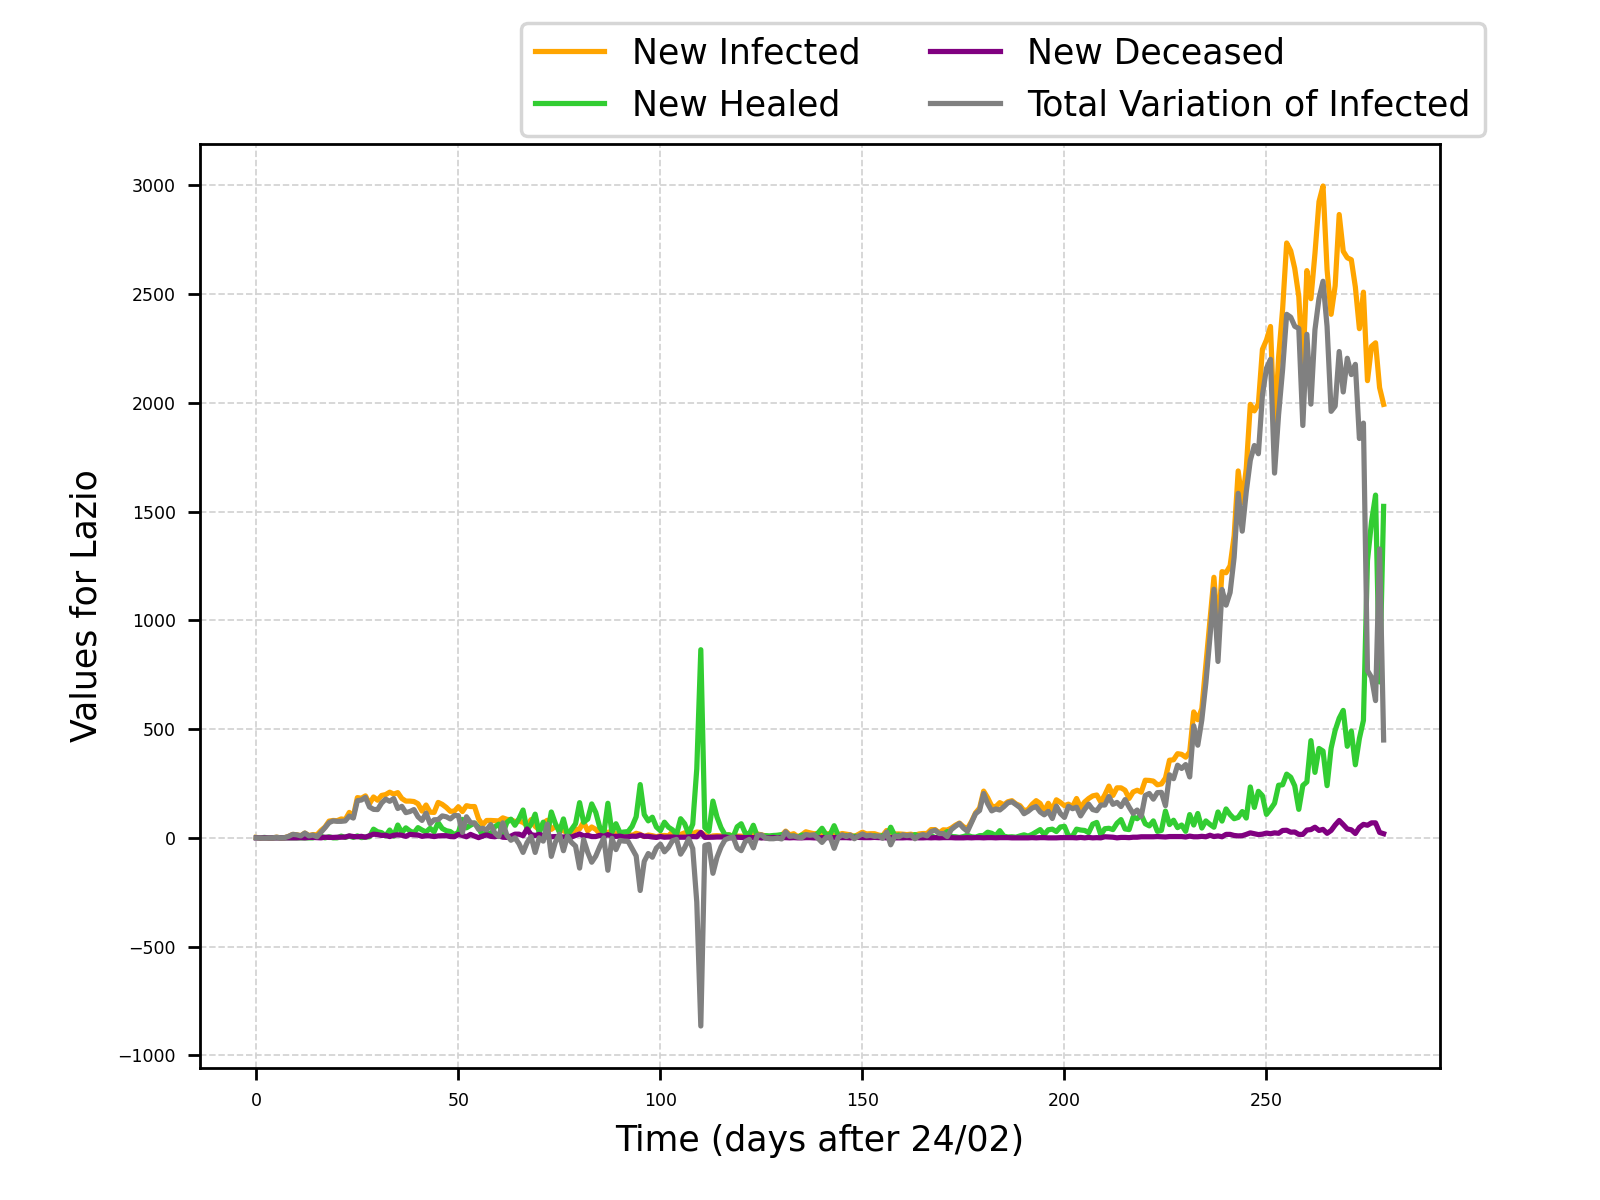 New Infected
New Healed
New Deceased
Total Variation of Infected
3000
2500
2000
1500
1000
500
0
−500
−1000
Values for Lazio
0
50
100
150
200
250
Time (days after 24/02)